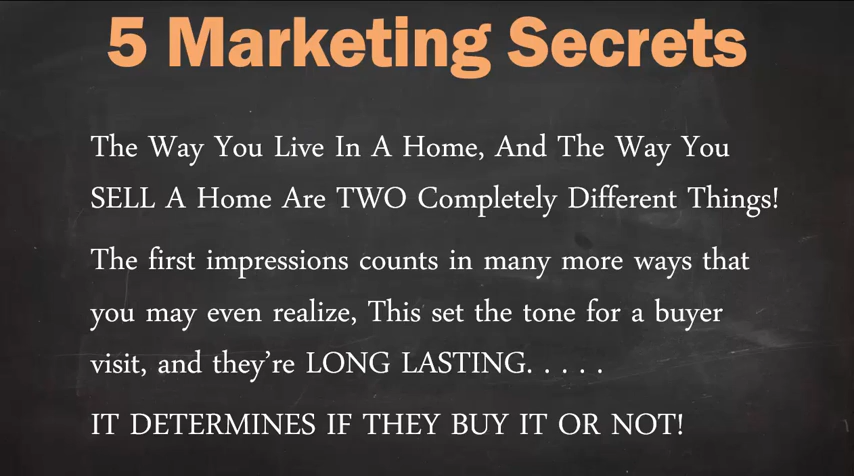 5 Marketing Secrets
The Way You Live In A Home, And The Way You
SELL A Home Are TWO Completely Different Things!
The first impressions counts in many more ways that
you may even realize, This set the tone for a buyer
visit, and they’re LONG LASTING. . . . .
IT DETERMINES IF THEY BUY IT OR NOT!